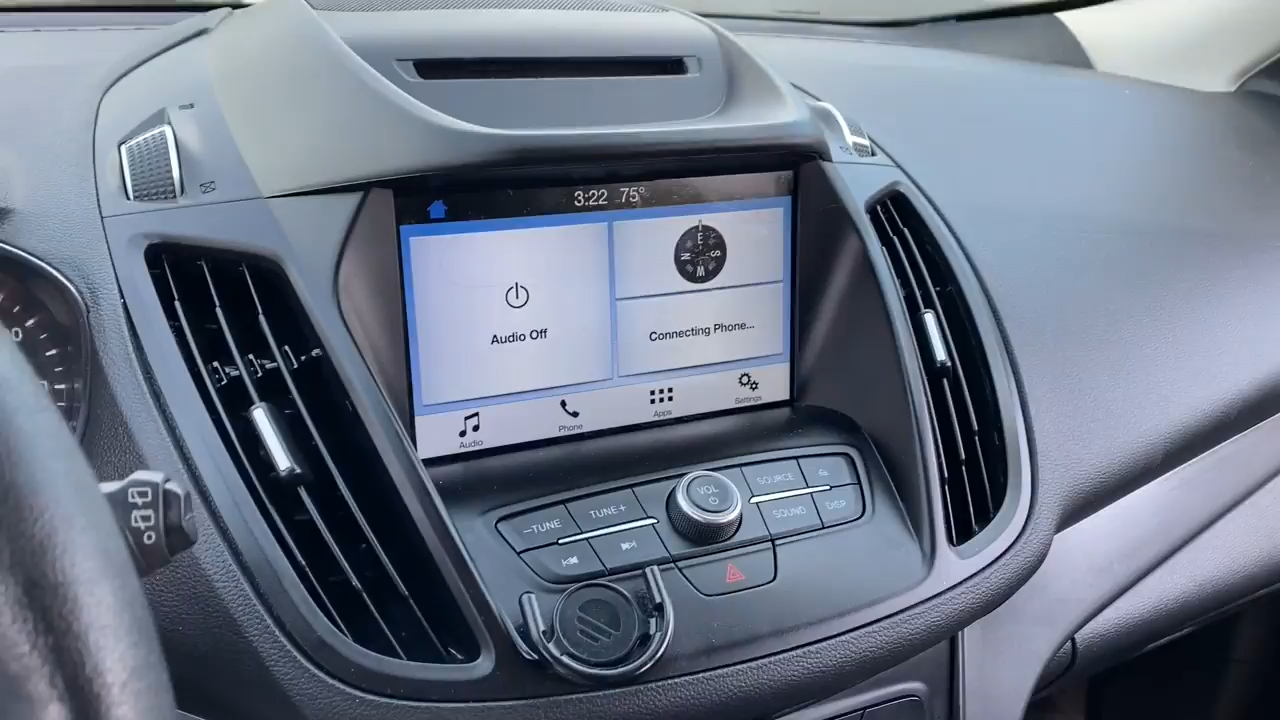 3:22 75°
E
N S
W
Audio Off
Connecting Phone...
Audio
Phone
Apps
Settings
VOL
SOURCE
–TUNE
TUNE+
SOUND
DISP